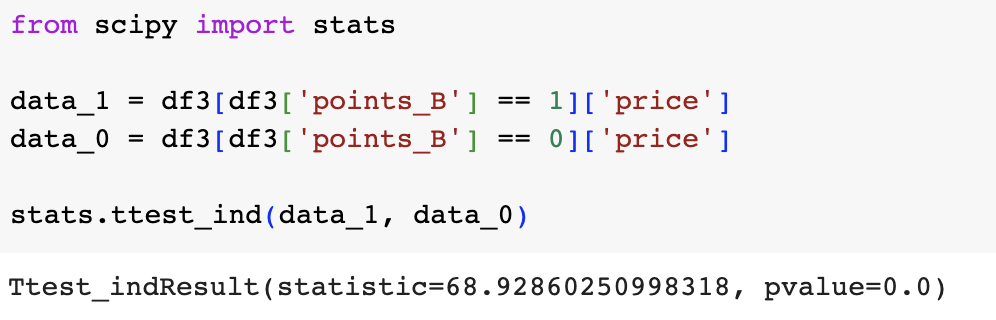 from scipy import stats
data_1 = df3[df3['points_B'] == 1]['price']
data_0 = df3[df3['points_B'] == 0]['price']
stats.ttest_ind(data_1, data_0)
Ttest_indResult(statistic=68.92860250998318, pvalue=0.0)